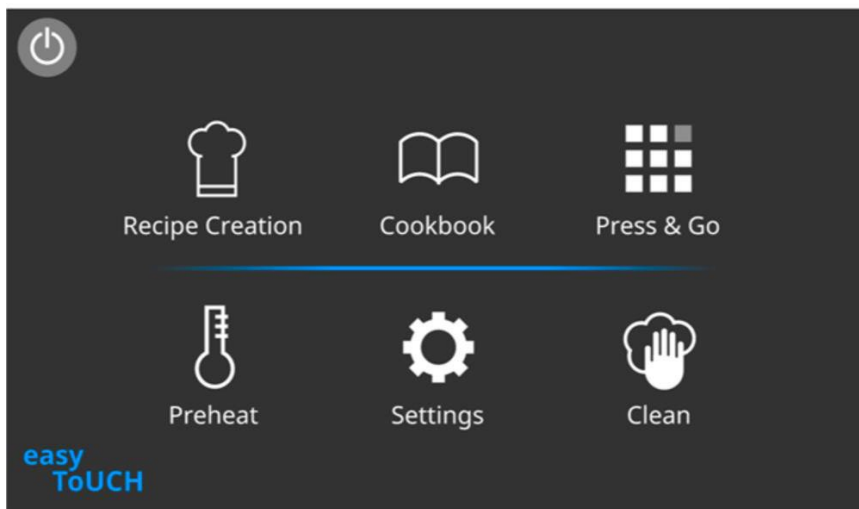 Recipe Creation
Cookbook
Press & Go
Preheat
Settings
Clean
easy
ToUCH